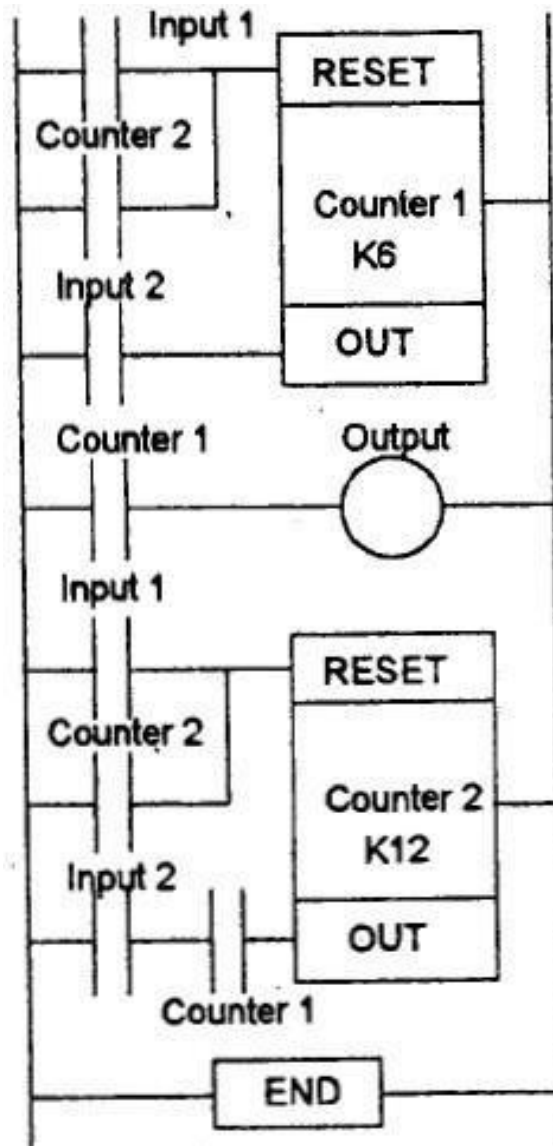 Input 1
RESET
Counter 2
Counter 1
K6
Input 2
OUT
Counter 1
Output
Input 1
RESET
Counter 2
Counter 2
K12
Input 2
OUT
Counter 1
END